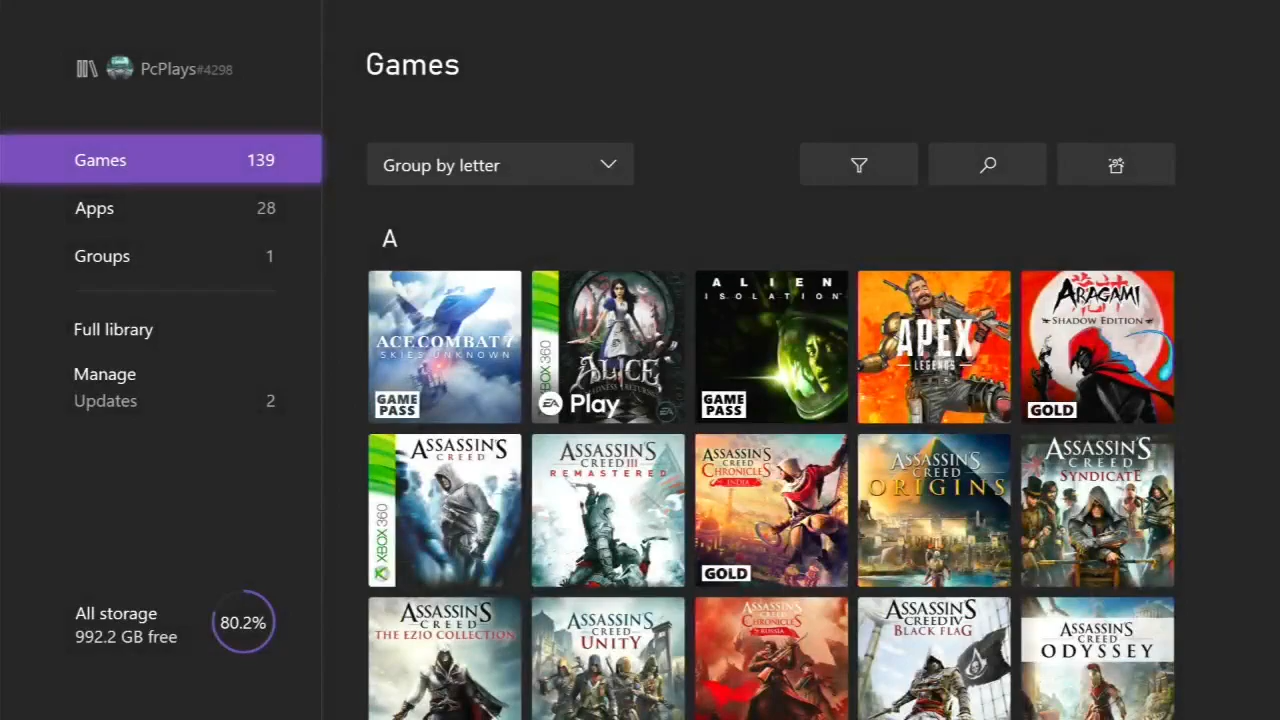 PcPlays#4298
Games 139
Apps 28
Groups 1
Full library
Manage
Updates 2
All storage
992.2 GB free
80.2%
Games
Group by letter
A
ACE COMBAT 7
SKIES UNKNOWN
GAME
PASS
XBOX 360
ALICE
MADNESS RETURNS
EA Play
EA
ALIEN
ISOLATION
GAME
PASS
APEX
LEGENDS
ARAGAMI
SHADOW EDITION
GOLD
XBOX 360
ASSASSIN'S
CREED
ASSASSIN'S
CREED III
REMASTERED
ASSASSIN'S
CREED
CHRONICLES
INDIA
GOLD
ASSASSIN'S
CREED
ORIGINS
ASSASSIN'S
CREED
SYNDICATE
ASSASSIN'S
CREED
THE EZIO COLLECTION
ASSASSIN'S
CREED
UNITY
ASSASSIN'S
CREED
CHRONICLES
RUSSIA
ASSASSIN'S
CREED IV
BLACK FLAG
ASSASSIN'S
CREED
ODYSSEY